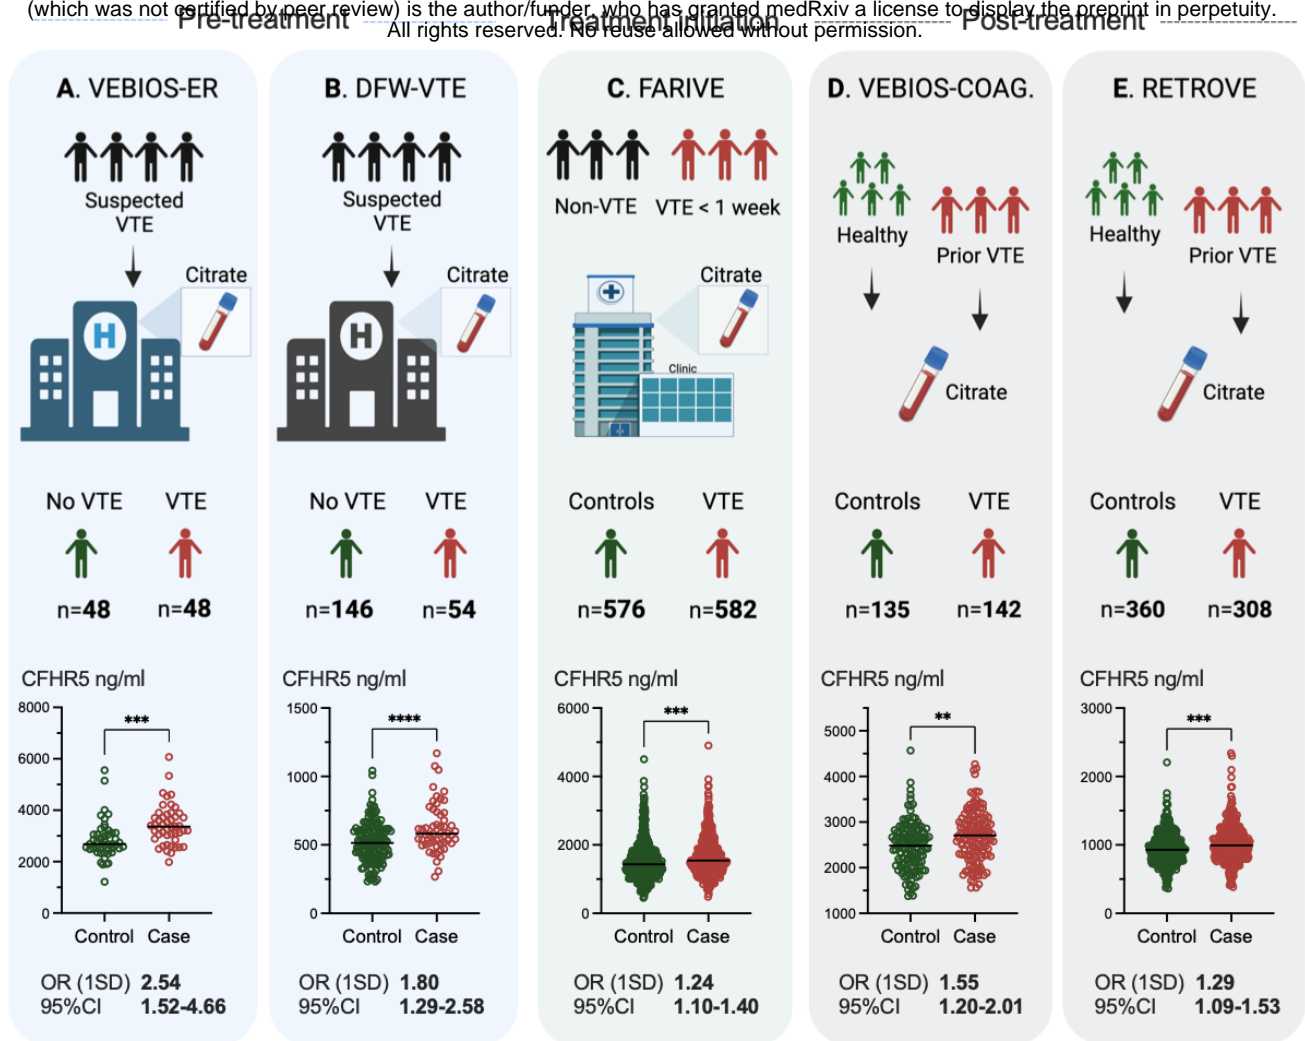 (which was not certified by peer review) is the author/funder, who has granted medRxiv a license to display the preprint in perpetuity.
All rights reserved. No reuse allowed without permission.
Pre-treatment
Treatment initiation
Post-treatment
A. VEBIOS-ER
Suspected
VTE
Citrate
H
No VTE VTE
n=48 n=48
CFHR5 ng/ml
8000
6000
4000
2000
0
***
Control Case
OR (1SD) 2.54
95%CI 1.52-4.66
B. DFW-VTE
Suspected
VTE
Citrate
H
No VTE VTE
n=146 n=54
CFHR5 ng/ml
1500
1000
500
0
****
Control Case
OR (1SD) 1.80
95%CI 1.29-2.58
C. FARIVE
Non-VTE VTE < 1 week
Citrate
Clinic
Controls VTE
n=576 n=582
CFHR5 ng/ml
6000
4000
2000
0
***
Control Case
OR (1SD) 1.24
95%CI 1.10-1.40
D. VEBIOS-COAG.
Healthy
Prior VTE
Citrate
Controls VTE
n=135 n=142
CFHR5 ng/ml
5000
4000
3000
2000
1000
**
Control Case
OR (1SD) 1.55
95%CI 1.20-2.01
E. RETROVE
Healthy
Prior VTE
Citrate
Controls VTE
n=360 n=308
CFHR5 ng/ml
3000
2000
1000
0
***
Control Case
OR (1SD) 1.29
95%CI 1.09-1.53